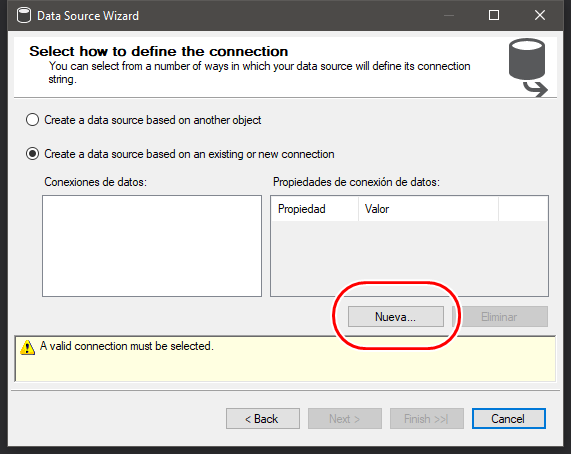 Data Source Wizard
Select how to define the connection
You can select from a number of ways in which your data source will define its connection
string.
Create a data source based on another object
Create a data source based on an existing or new connection
Conexiones de datos:
Propiedades de conexión de datos:
Propiedad Valor
Nueva... Eliminar
A valid connection must be selected.
< Back Next > Finish >>| Cancel